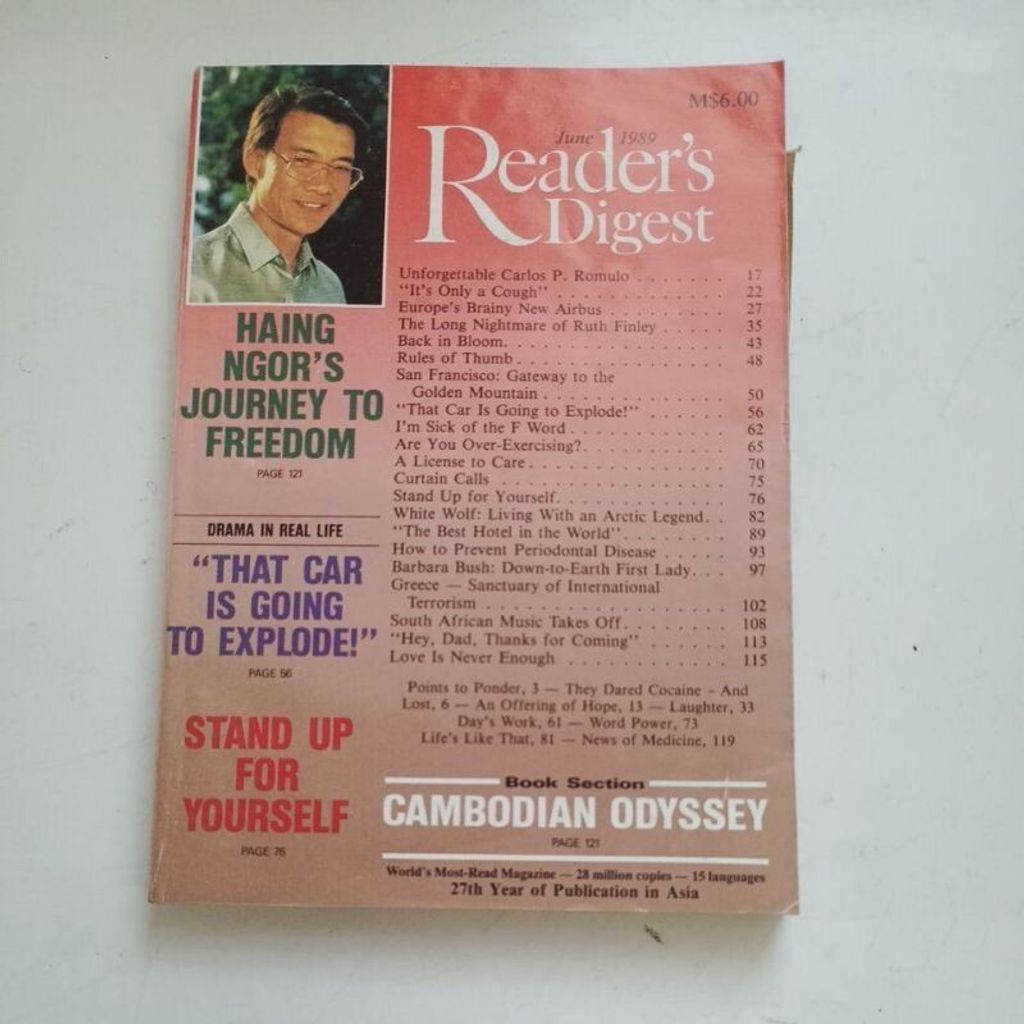 M$6.00
June 1989
Reader's
Digest
HAING
NGOR'S
JOURNEY TO
FREEDOM
PAGE 121
DRAMA IN REAL LIFE
"THAT CAR
IS GOING
TO EXPLODE!"
PAGE 56
STAND UP
FOR
YOURSELF
PAGE 76
Unforgettable Carlos P. Romulo . . . . . . . . 17
"It's Only a Cough" . . . . . . . . . . . . . 22
Europe's Brainy New Airbus . . . . . . . . . . 27
The Long Nightmare of Ruth Finley . . . . . . 35
Back in Bloom. . . . . . . . . . . . . . . . . 43
Rules of Thumb. . . . . . . . . . . . . . . . 48
San Francisco: Gateway to the
Golden Mountain . . . . . . . . . . . . . . 50
"That Car Is Going to Explode!" . . . . . . . 56
I'm Sick of the F Word . . . . . . . . . . . . 62
Are You Over-Exercising?. . . . . . . . . . . 65
A License to Care. . . . . . . . . . . . . . . 70
Curtain Calls . . . . . . . . . . . . . . . . 75
Stand Up for Yourself. . . . . . . . . . . . . 76
White Wolf: Living With an Arctic Legend. . 82
"The Best Hotel in the World" . . . . . . . . 89
How to Prevent Periodontal Disease . . . . . 93
Barbara Bush: Down-to-Earth First Lady. . . 97
Greece — Sanctuary of International
Terrorism . . . . . . . . . . . . . . . . . 102
South African Music Takes Off. . . . . . . . 108
"Hey, Dad, Thanks for Coming" . . . . . . . 113
Love Is Never Enough . . . . . . . . . . . . 115
Points to Ponder, 3 — They Dared Cocaine - And
Lost, 6 — An Offering of Hope, 13 — Laughter, 33
Day's Work, 61 — Word Power, 73
Life's Like That, 81 — News of Medicine, 119
Book Section
CAMBODIAN ODYSSEY
PAGE 121
World's Most-Read Magazine — 28 million copies — 15 languages
27th Year of Publication in Asia